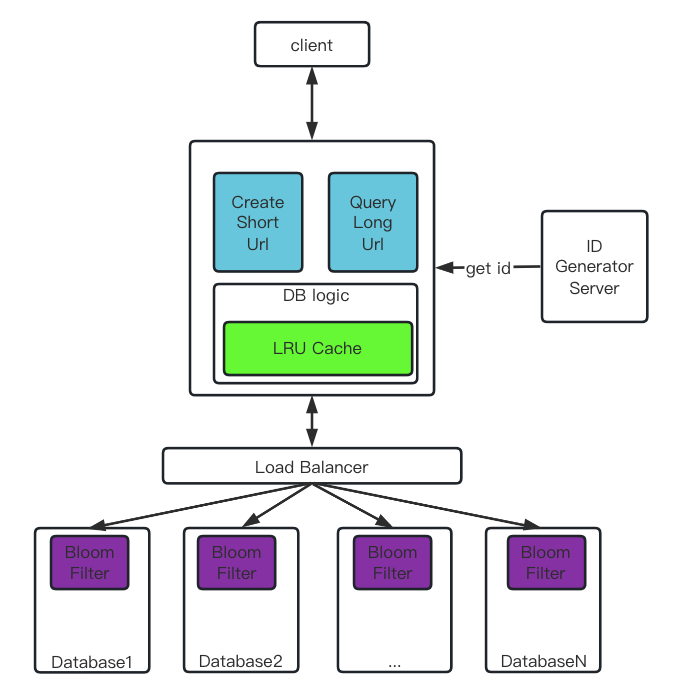 client
Create
Short
Url
Query
Long
Url
get id
ID
Generator
Server
DB logic
LRU Cache
Load Balancer
Bloom
Filter
Database1
Bloom
Filter
Database2
Bloom
Filter
...
Bloom
Filter
DatabaseN